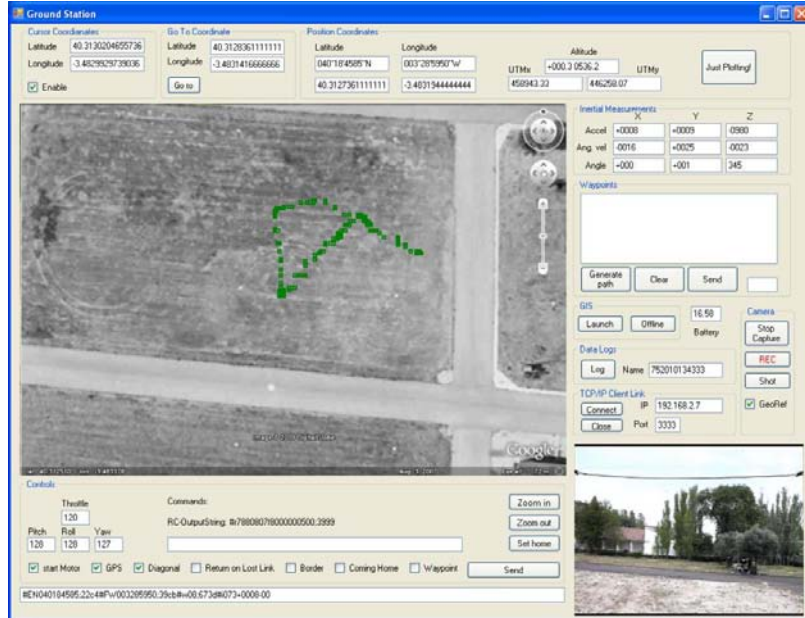 Ground Station
Cursor Coordianates
Latitude 40.3130204655736
Longitude -3.4829929739036
Enable
Go To Coordinate
Latitude 40.3128361111111
Longitude -3.4831416666666
Go to
Position Coordinates
Latitude Longitude
040°18'4585"N 003°28'5950"W
40.3127361111111 -3.4831944444444
Altitude
+000.3 0536.2
UTMx UTMy
458943.33 446258.07
Just Plotting!
Inertial Measurements
X Y Z
Accel +0008 +0009 -0980
Ang. vel -0016 +0025 -0023
Angle +000 +001 345
Waypoints
Generate path
Clear
Send
GIS
Launch Offline
16.58
Battery
Camera
Stop Capture
REC
Shot
GeoRef
Data Logs
Log Name 752010134333
TCP/IP Client Link
Connect IP 192.168.2.7
Close Port 3333
Google
Controls
Throttle
120
Pitch Roll Yaw
128 128 127
Commands:
RC-OutputString: #r7880807f8000000500;3999
Zoom in
Zoom out
Set home
start Motor GPS Diagonal Return on Lost Link Border Coming Home Waypoint Send
#EN040184585;22c4#FW003285950;39cb#w08;673d#i073+0008-00